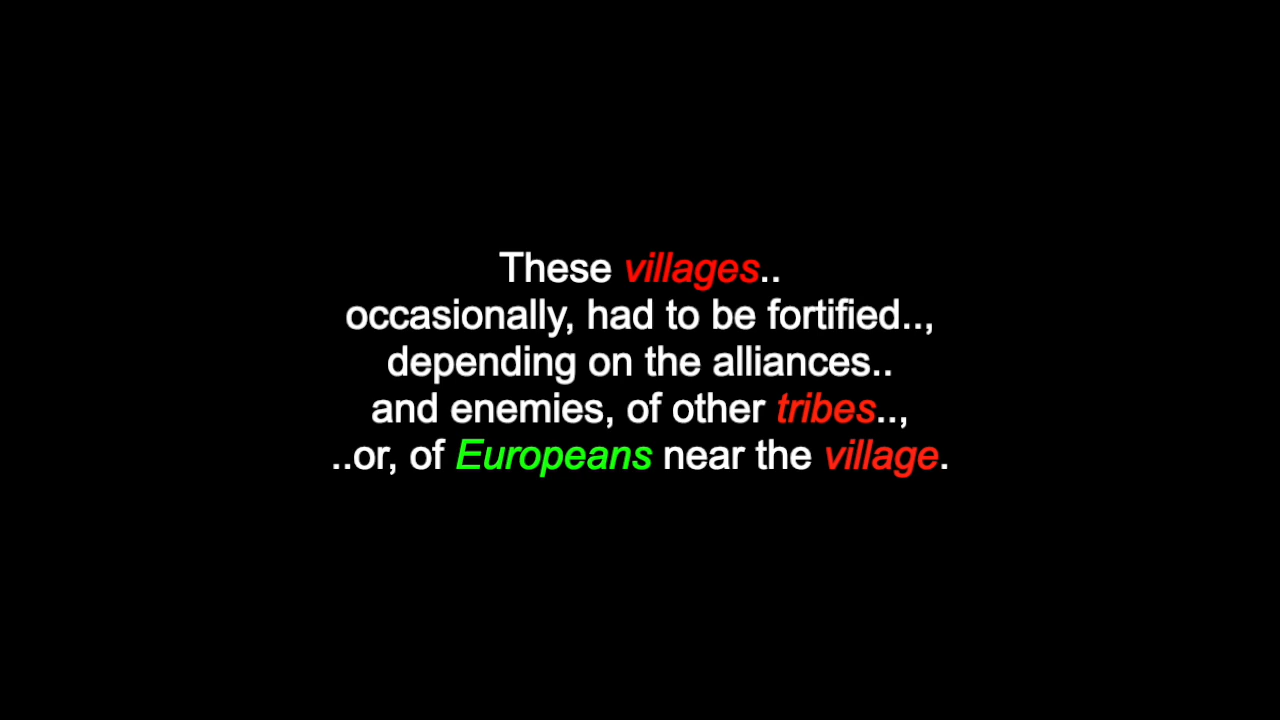 These villages..
occasionally, had to be fortified..,
depending on the alliances..
and enemies, of other tribes..,
..or, of Europeans near the village.